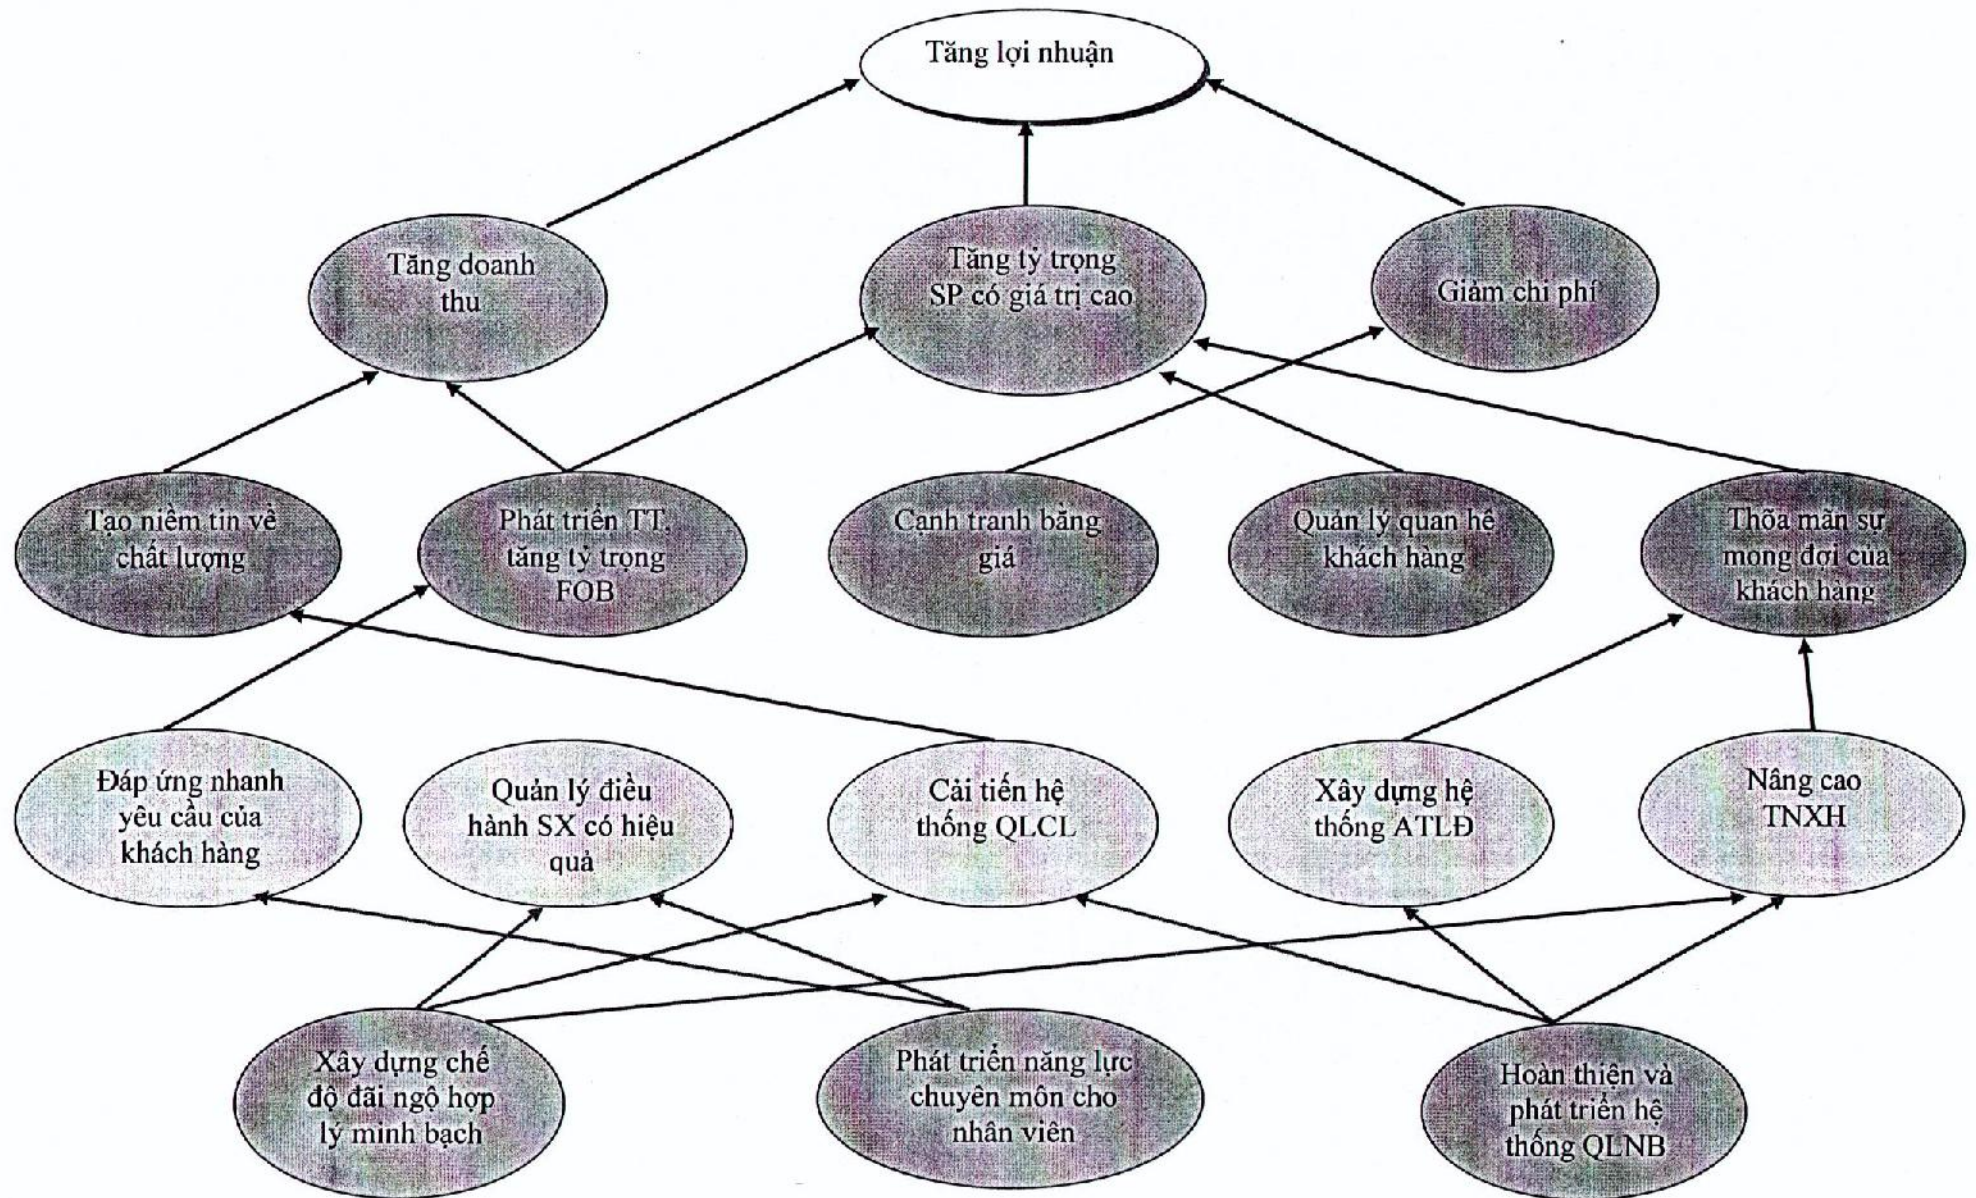 Tăng lợi nhuận
Tăng doanh
thu
Tăng tỷ trọng
SP có giá trị cao
Giảm chi phí
Tạo niềm tin về
chất lượng
Phát triển TT,
tăng tỷ trọng
FOB
Cạnh tranh bằng
giá
Quản lý quan hê
khách hàng
Thõa mãn sự
mong đợi của
khách hàng
Đáp ứng nhanh
yêu cầu của
khách hàng
Quản lý điều
hành SX có hiệu
quả
Cải tiến hệ
thống QLCL
Xây dựng hệ
thống ATLĐ
Nâng cao
TNXH
Xây dựng chế
độ đãi ngộ hợp
lý minh bạch
Phát triển năng lực
chuyên môn cho
nhân viên
Hoàn thiện và
phát triển hệ
thống QLNB